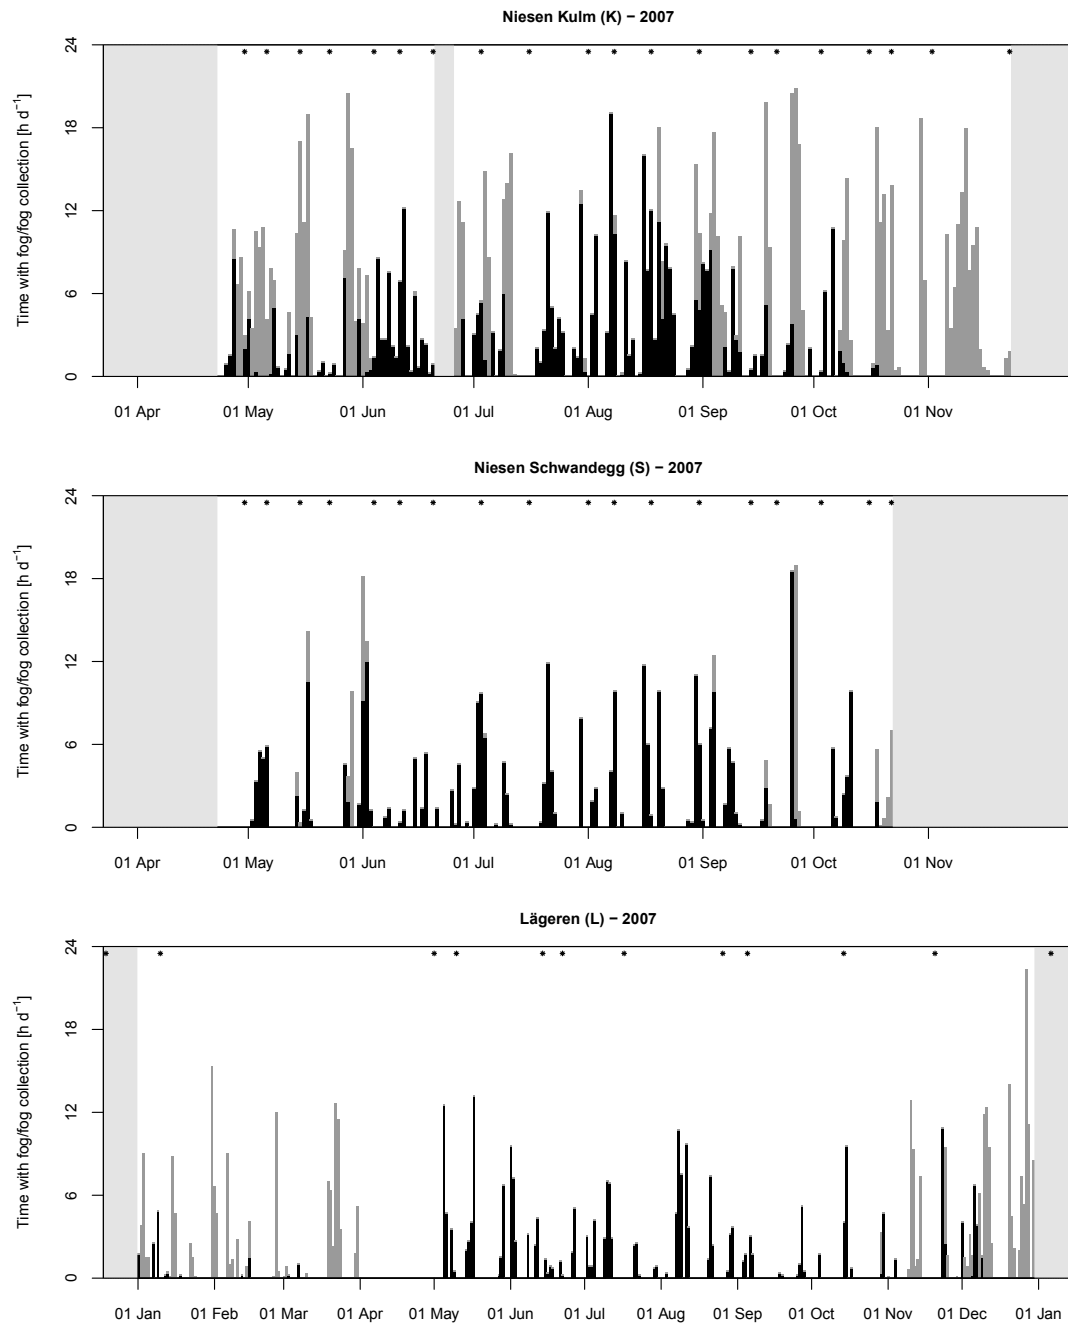 Niesen Kulm (K) − 2007
Time with fog/fog collection [h d⁻¹]
24
18
12
6
0
01 Apr 01 May 01 Jun 01 Jul 01 Aug 01 Sep 01 Oct 01 Nov
Niesen Schwandegg (S) − 2007
Time with fog/fog collection [h d⁻¹]
24
18
12
6
0
01 Apr 01 May 01 Jun 01 Jul 01 Aug 01 Sep 01 Oct 01 Nov
Lägeren (L) − 2007
Time with fog/fog collection [h d⁻¹]
24
18
12
6
0
01 Jan 01 Feb 01 Mar 01 Apr 01 May 01 Jun 01 Jul 01 Aug 01 Sep 01 Oct 01 Nov 01 Dec 01 Jan